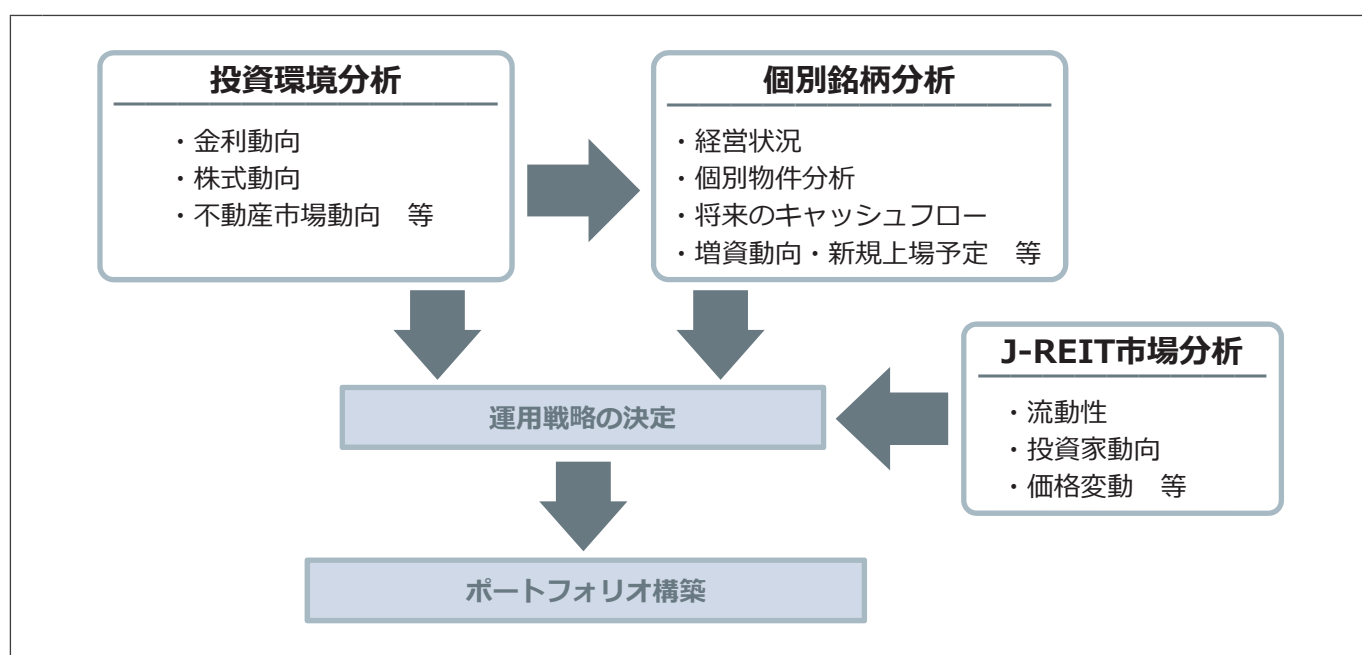 投資環境分析
・金利動向
・株式動向
・不動産市場動向　等
個別銘柄分析
・経営状況
・個別物件分析
・将来のキャッシュフロー
・増資動向・新規上場予定　等
J-REIT市場分析
・流動性
・投資家動向
・価格変動　等
運用戦略の決定
ポートフォリオ構築